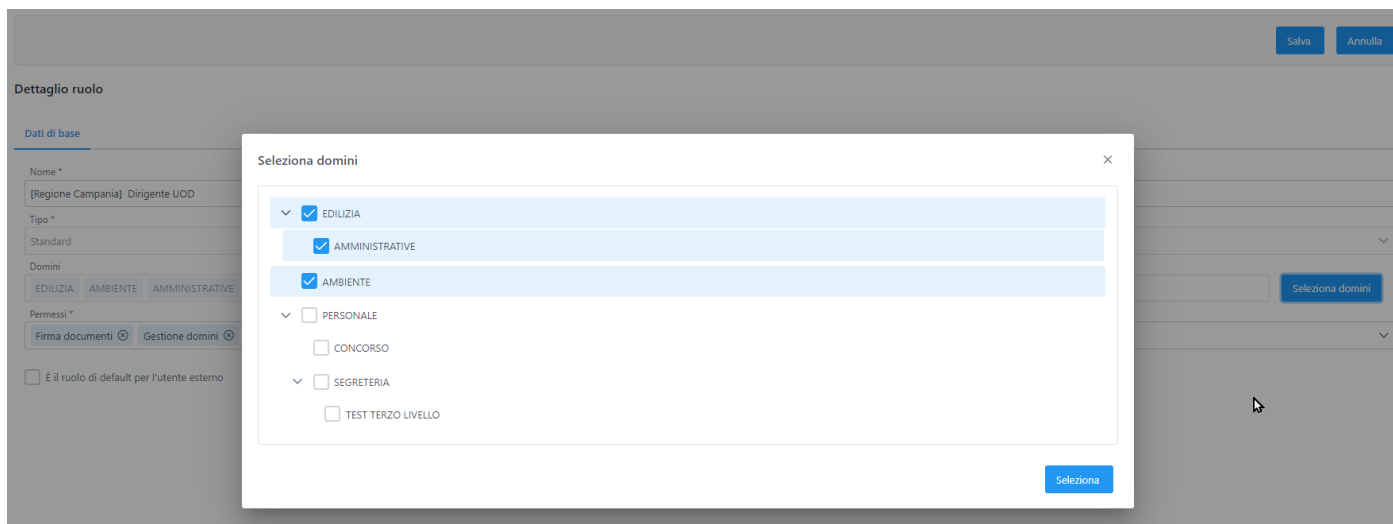 Salva Annulla
Dettaglio ruolo
Dati di base
Seleziona domini
Nome *
[Regione Campania] Dirigente UOD
Tipo *
Standard
Domini
EDILIZIA AMBIENTE AMMINISTRATIVE
Seleziona domini
Permessi *
Firma documenti Gestione domini
È il ruolo di default per l'utente esterno
EDILIZIA
AMMINISTRATIVE
AMBIENTE
PERSONALE
CONCORSO
SEGRETERIA
TEST TERZO LIVELLO
Seleziona